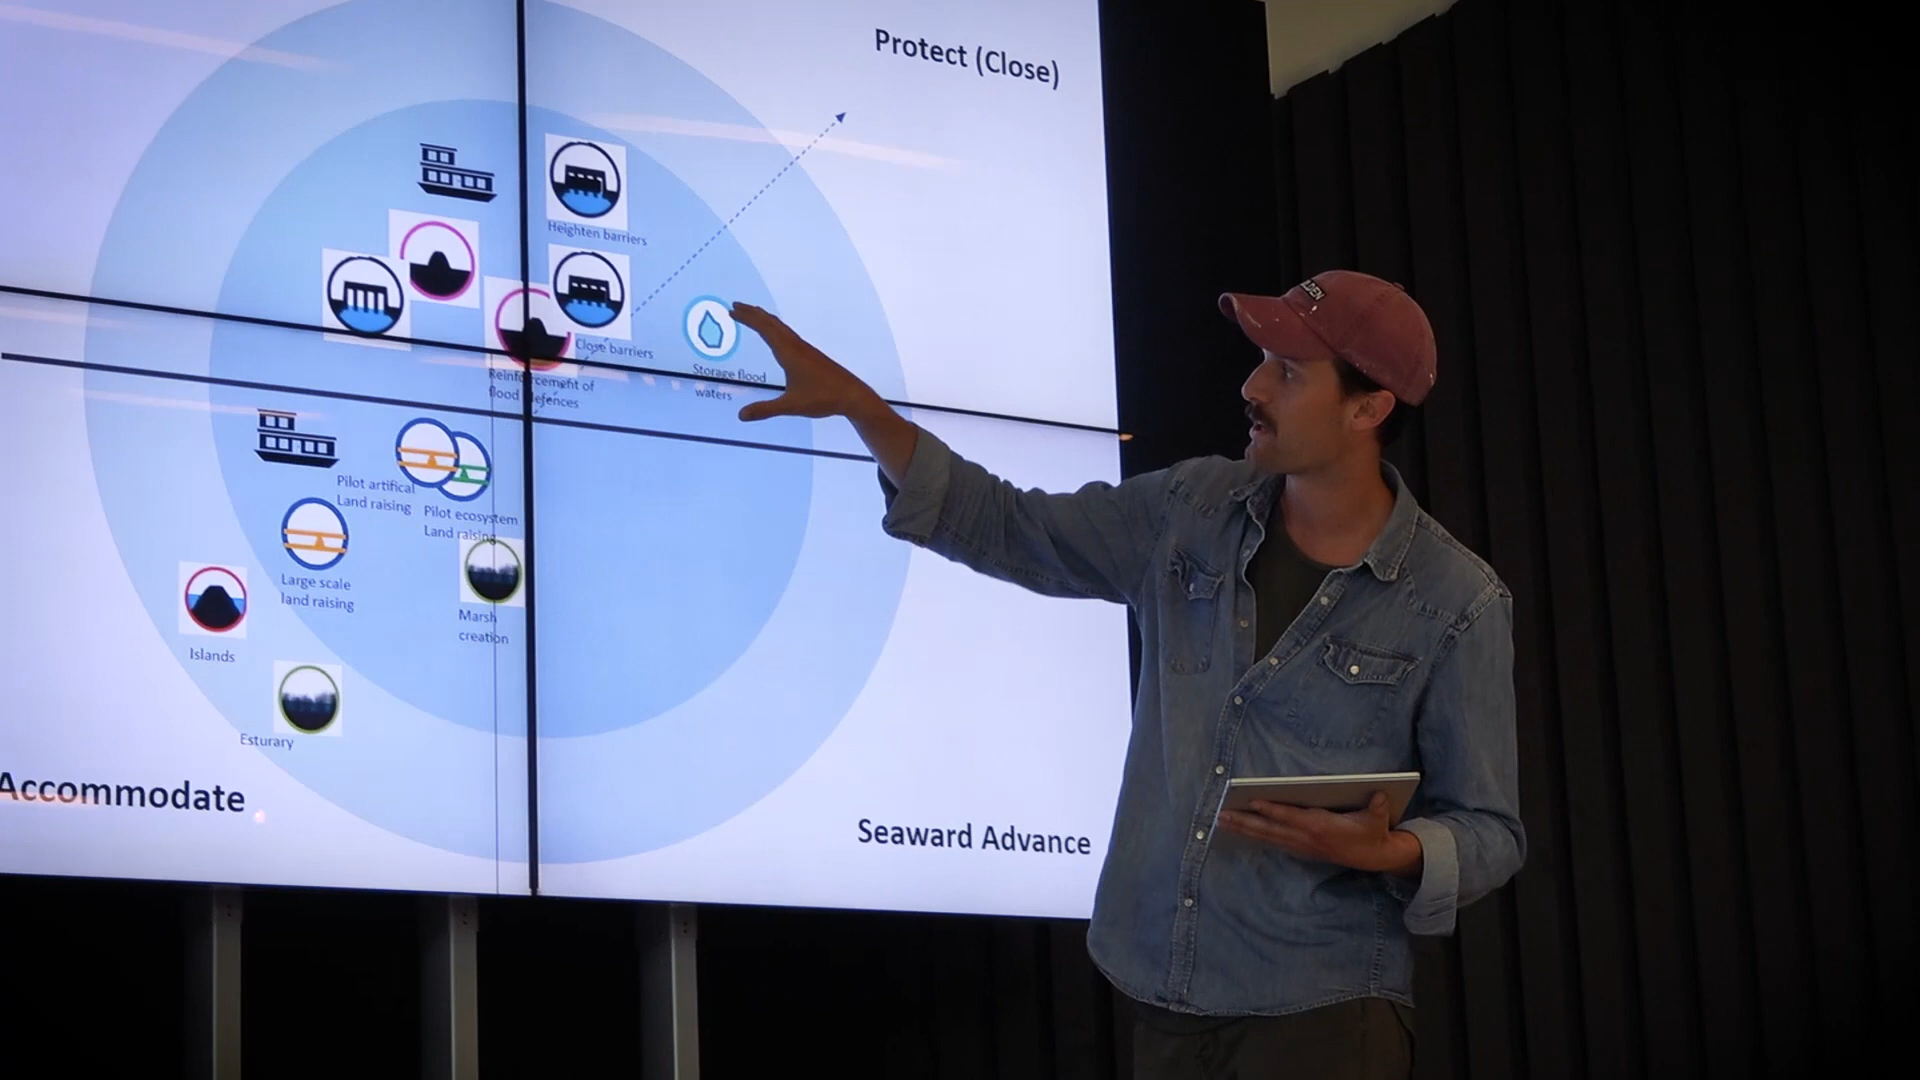 Protect (Close)
Heighten barriers
Close barriers
Storage flood
waters
Reinforcement of
flood defences
Pilot artifical
Land raising
Pilot ecosystem
Land raising
Large scale
land raising
Marsh
creation
Islands
Esturary
Accommodate
Seaward Advance